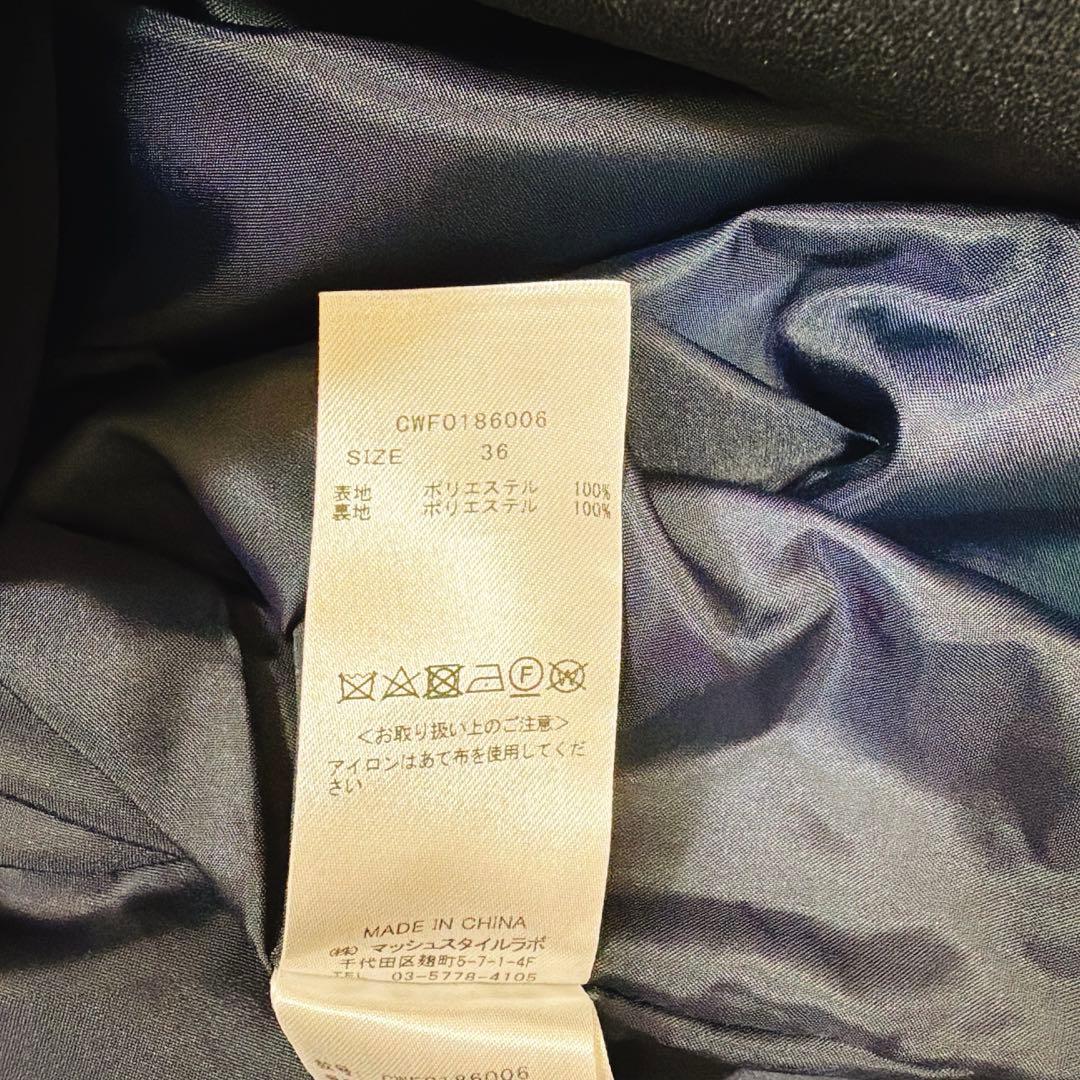 CWF0186006
SIZE 36
表地 ポリエステル 100%
裏地 ポリエステル 100%
F W
<お取り扱い上のご注意>
アイロンはあて布を使用してくだ
さい
MADE IN CHINA
(株) マッシュスタイルラボ
千代田区麹町5-7-1-4F
TEL 03-5778-4105
CWF0186006